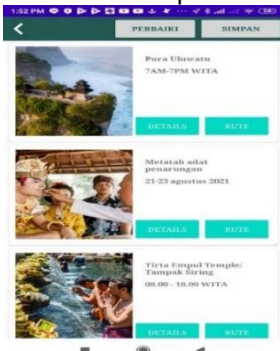 1:52 PM
PERBAIKI SIMPAN
Pura Uluwatu
7AM-7PM WITA
DETAILS RUTE
Metatah adat
penarungan
21-23 agustus 2021
DETAILS RUTE
Tirta Empul Temple/
Tampak Siring
08.00 - 18.00 WITA
DETAILS RUTE